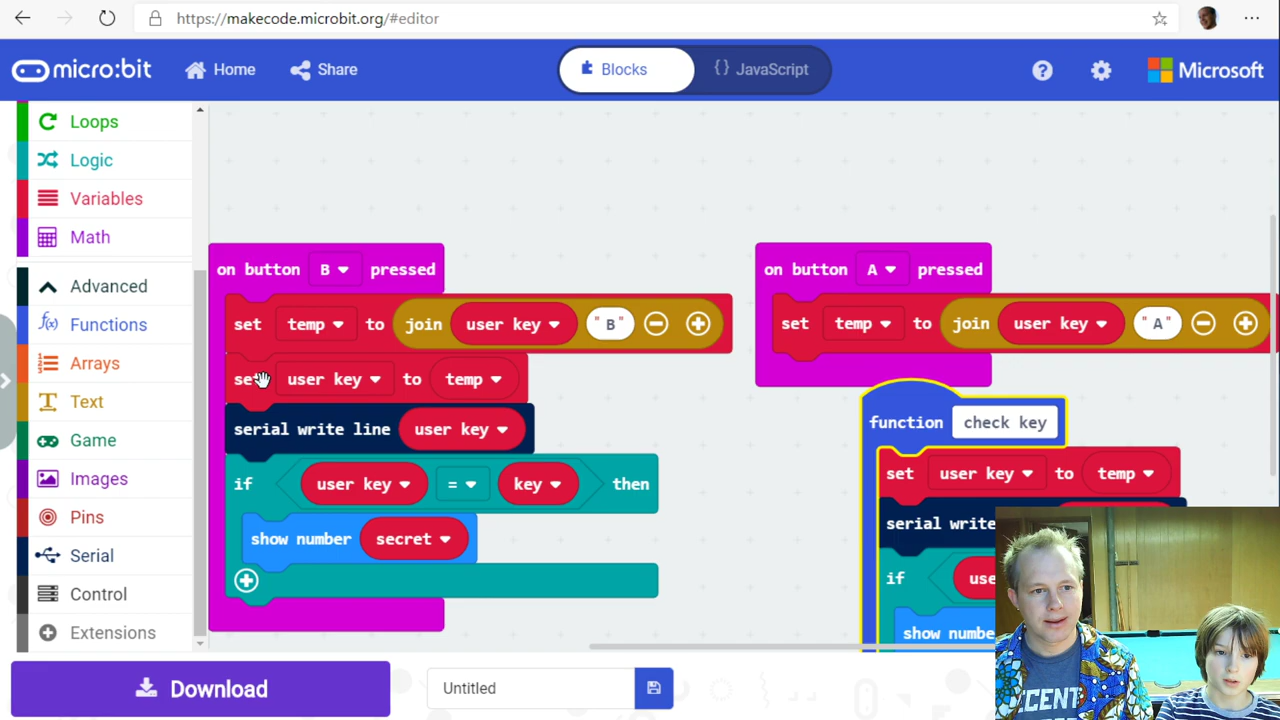 https://makecode.microbit.org/#editor
micro:bit Home Share Blocks {} JavaScript ? Microsoft
Loops
Logic
Variables
Math
Advanced
f(x) Functions
Arrays
T Text
Game
Images
Pins
Serial
Control
Extensions
on button B pressed
set temp to join user key "B"
set user key to temp
serial write line user key
if user key = key then
show number secret
on button A pressed
set temp to join user key "A"
function check key
set user key to temp
serial write
if use
show numbe
Download
Untitled